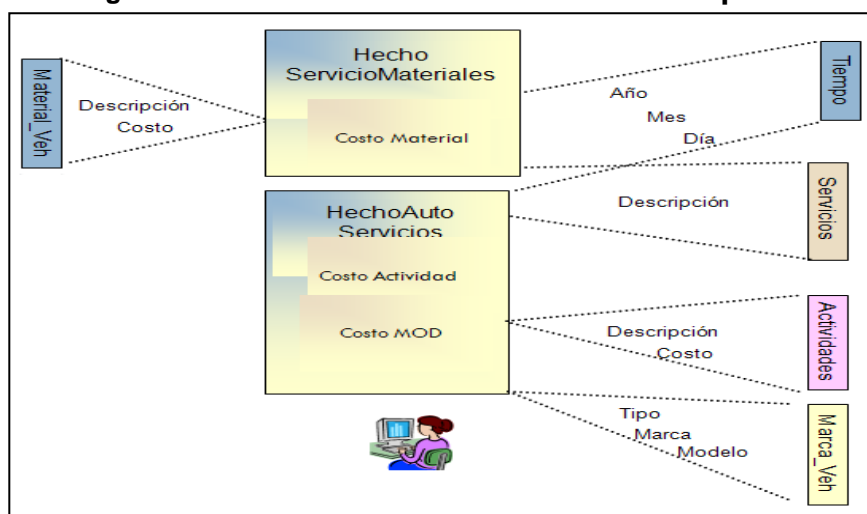 Hecho
ServicioMateriales
Costo Material
Material_Veh
Descripción
Costo
Año
Mes
Día
Tiempo
HechoAuto
Servicios
Costo Actividad
Costo MOD
Descripción
Servicios
Descripción
Costo
Actividades
Tipo
Marca
Modelo
Marca_Veh